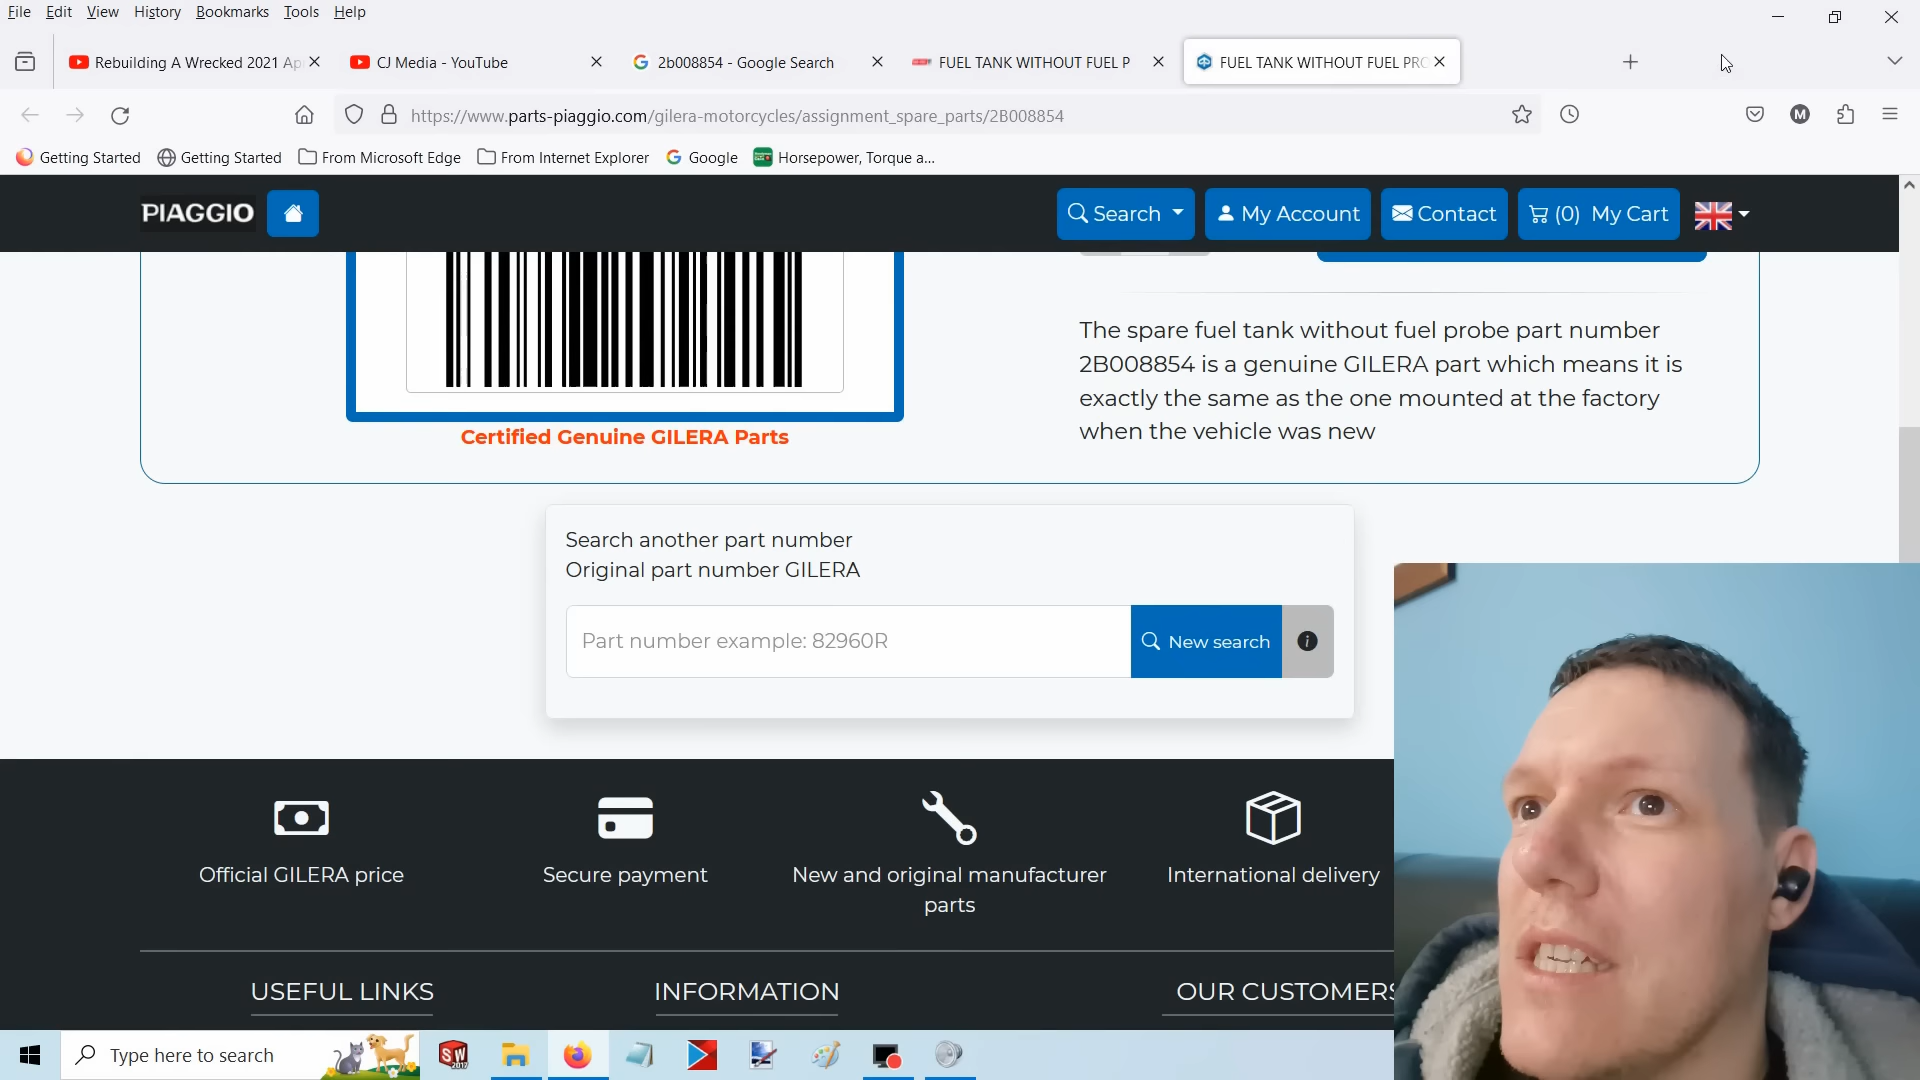 File Edit View History Bookmarks Tools Help
Rebuilding A Wrecked 2021 Ap
CJ Media - YouTube
2b008854 - Google Search
FUEL TANK WITHOUT FUEL P
FUEL TANK WITHOUT FUEL PRO
https://www.parts-piaggio.com/gilera-motorcycles/assignment_spare_parts/2B008854
M
Getting Started
Getting Started
From Microsoft Edge
From Internet Explorer
Google
Horsepower, Torque a...
PIAGGIO
Search
My Account
Contact
(0) My Cart
The spare fuel tank without fuel probe part number
2B008854 is a genuine GILERA part which means it is
exactly the same as the one mounted at the factory
when the vehicle was new
Certified Genuine GILERA Parts
Search another part number
Original part number GILERA
Part number example: 82960R
New search
Official GILERA price
Secure payment
New and original manufacturer
parts
International delivery
USEFUL LINKS
INFORMATION
OUR CUSTOMERS
Type here to search
SW
2017